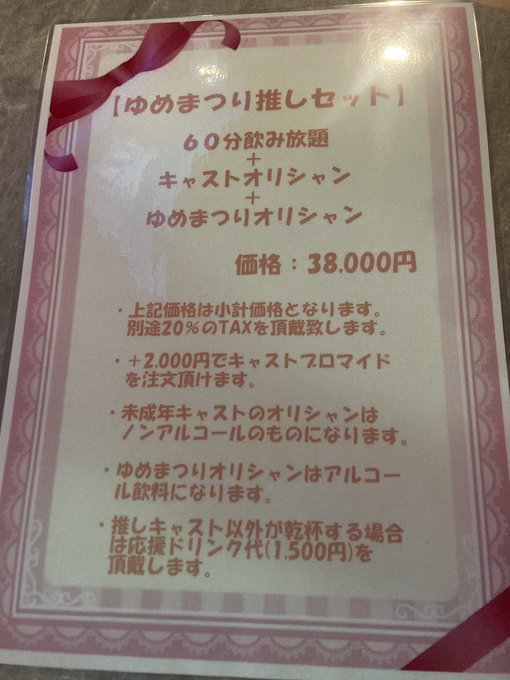 【ゆめまつり推しセット】
６０分飲み放題
+
キャストオリシャン
+
ゆめまつりオリシャン
価格：38,000円
・上記価格は小計価格となります。
別途20%のTAXを頂戴致します。
・+2,000円でキャストブロマイド
を注文頂けます。
・未成年キャストのオリシャンは
ノンアルコールのものになります。
・ゆめまつりオリシャンはアルコー
ル飲料になります。
・推しキャスト以外が乾杯する場合
は応援ドリンク代(1,500円)を
頂戴します。